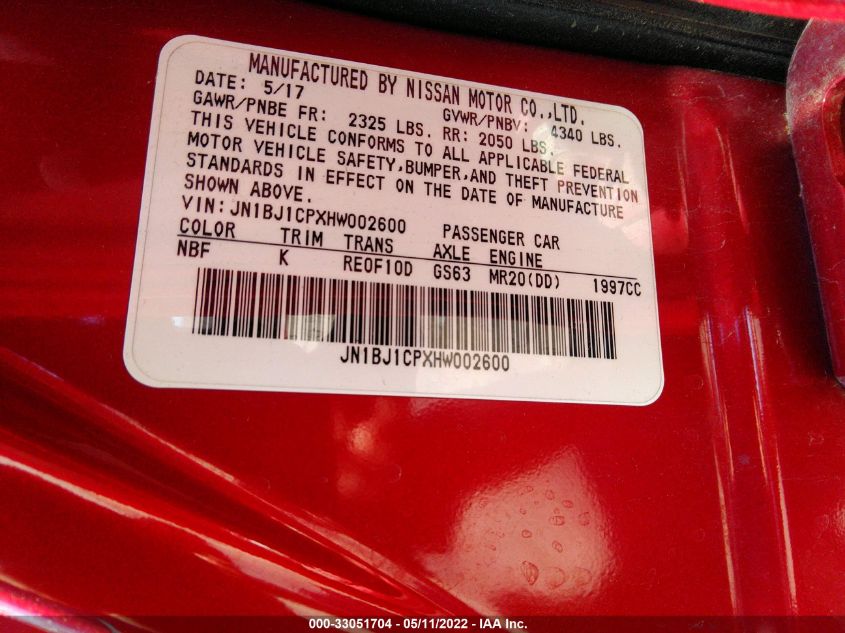 MANUFACTURED BY NISSAN MOTOR CO.,LTD.
DATE: 5/17
GAWR/PNBE FR: 2325 LBS. RR: 2050 LBS. GVWR/PNBV: 4340 LBS.
THIS VEHICLE CONFORMS TO ALL APPLICABLE FEDERAL
MOTOR VEHICLE SAFETY,BUMPER,AND THEFT PREVENTION
STANDARDS IN EFFECT ON THE DATE OF MANUFACTURE
SHOWN ABOVE.
VIN:JN1BJ1CPXHW002600 PASSENGER CAR
COLOR TRIM TRANS AXLE ENGINE
NBF K RE0F10D GS63 MR20(DD) 1997CC
JN1BJ1CPXHW002600
000-33051704 - 05/11/2022 - IAA Inc.